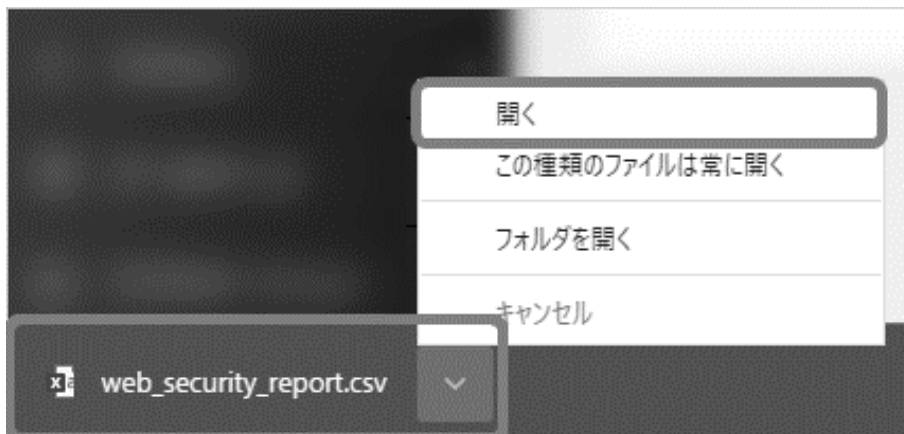 開く
この種類のファイルは常に開く
フォルダを開く
キャンセル
web_security_report.csv